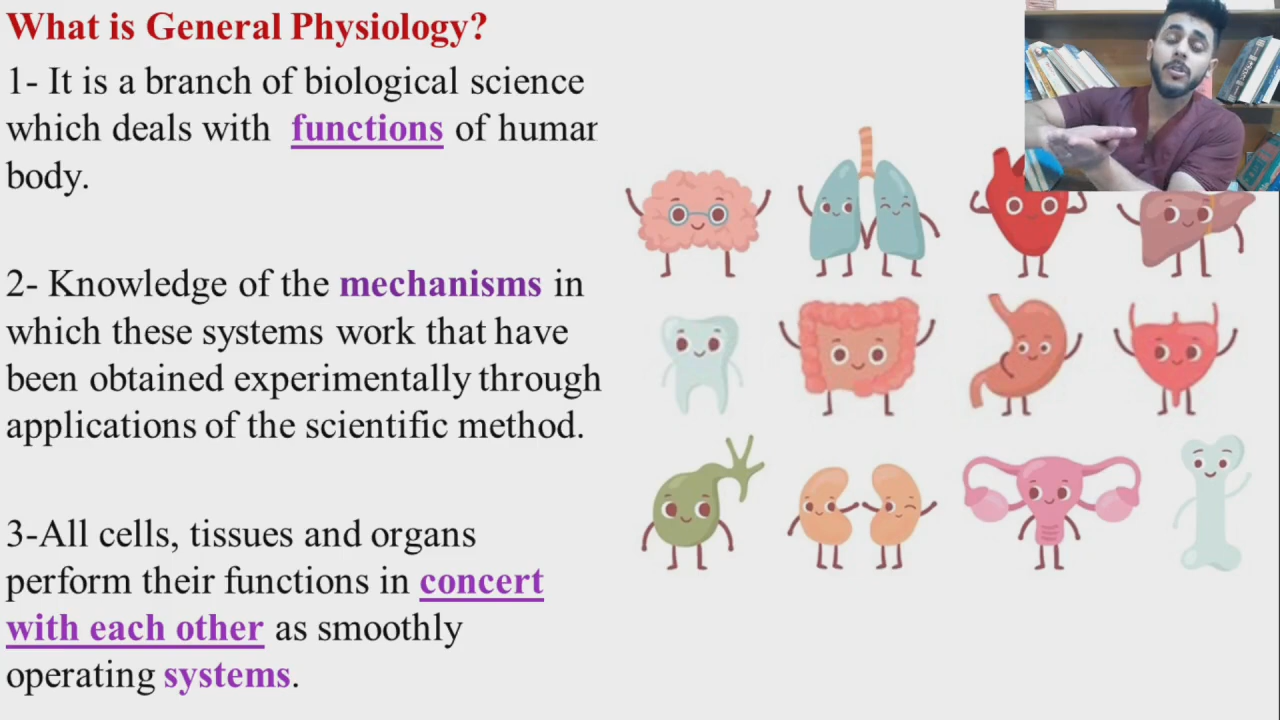 What is General Physiology?
1- It is a branch of biological science
which deals with functions of human
body.
2- Knowledge of the mechanisms in
which these systems work that have
been obtained experimentally through
applications of the scientific method.
3-All cells, tissues and organs
perform their functions in concert
with each other as smoothly
operating systems.